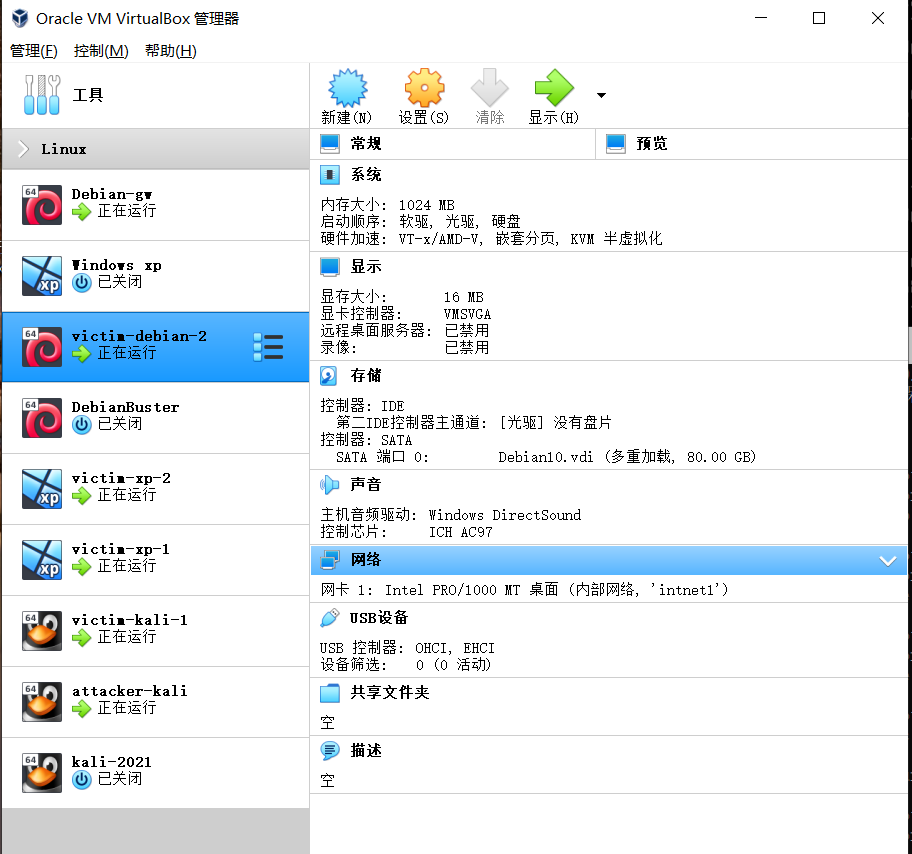 Oracle VM VirtualBox 管理器
管理(F) 控制(M) 帮助(H)
工具
新建(N) 设置(S) 清除 显示(H)
Linux
64
Debian-gw
正在运行
xp
Windows xp
已关闭
64
victim-debian-2
正在运行
64
DebianBuster
已关闭
xp
victim-xp-2
正在运行
xp
victim-xp-1
正在运行
64
victim-kali-1
正在运行
64
attacker-kali
正在运行
64
kali-2021
已关闭
常规
预览
系统
内存大小: 1024 MB
启动顺序: 软驱, 光驱, 硬盘
硬件加速: VT-x/AMD-V, 嵌套分页, KVM 半虚拟化
显示
显存大小: 16 MB
显卡控制器: VMSVGA
远程桌面服务器: 已禁用
录像: 已禁用
存储
控制器: IDE
第二IDE控制器主通道: [光驱] 没有盘片
控制器: SATA
SATA 端口 0: Debian10.vdi (多重加载, 80.00 GB)
声音
主机音频驱动: Windows DirectSound
控制芯片: ICH AC97
网络
网卡 1: Intel PRO/1000 MT 桌面 (内部网络, 'intnet1')
USB设备
USB 控制器: OHCI, EHCI
设备筛选: 0 (0 活动)
共享文件夹
空
描述
空